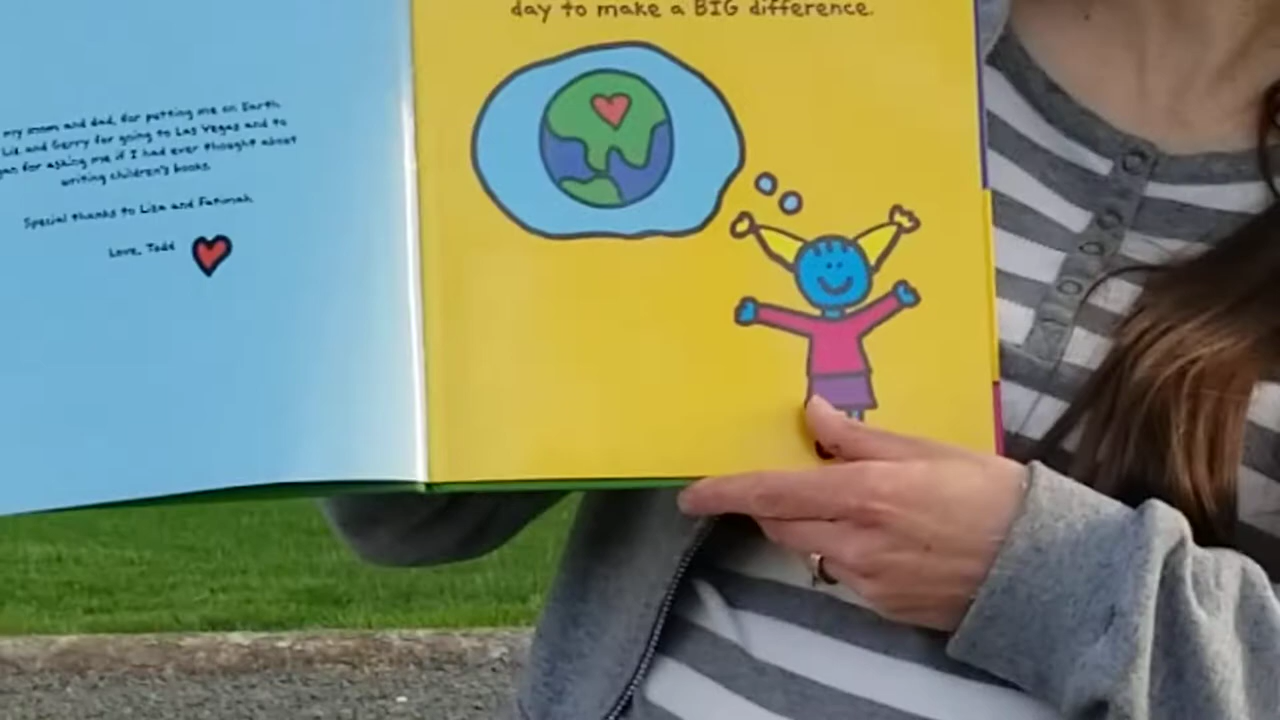 my mom and dad, for putting me on Earth.
Liz and Gerry for going to Las Vegas and to
for asking me if I had ever thought about
writing children's books.
Special thanks to Liza and Fatimah.
Love, Todd
day to make a BIG difference.